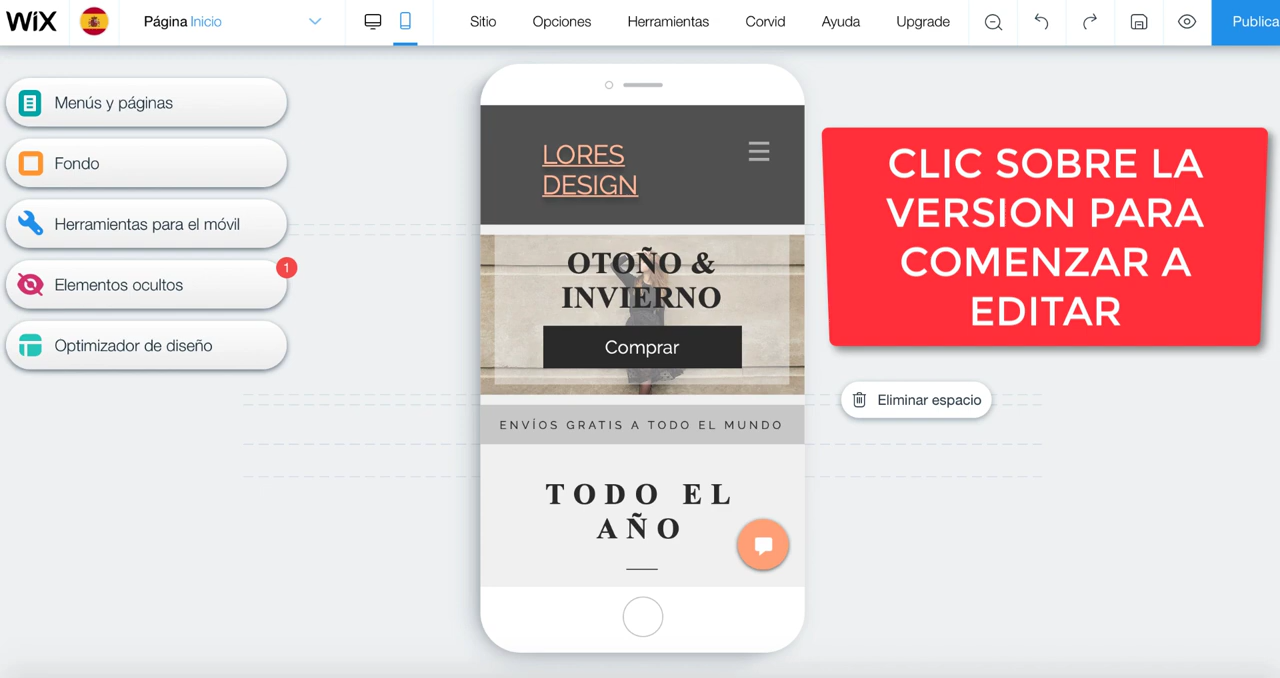 WiX
Página Inicio
Sitio
Opciones
Herramientas
Corvid
Ayuda
Upgrade
Publica
Menús y páginas
Fondo
Herramientas para el móvil
Elementos ocultos
1
Optimizador de diseño
LORES
DESIGN
OTOÑO &
INVIERNO
Comprar
ENVÍOS GRATIS A TODO EL MUNDO
TODO EL
AÑO
CLIC SOBRE LA
VERSION PARA
COMENZAR A
EDITAR
Eliminar espacio